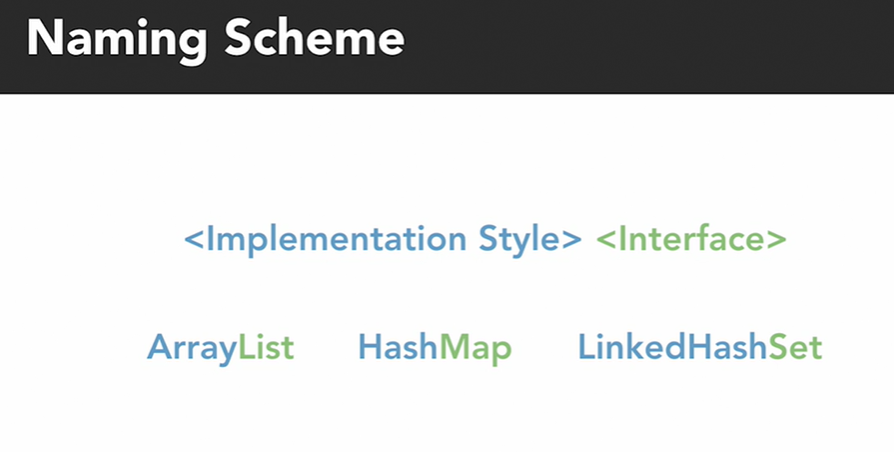 Naming Scheme
<Implementation Style> <Interface>
ArrayList HashMap LinkedHashSet